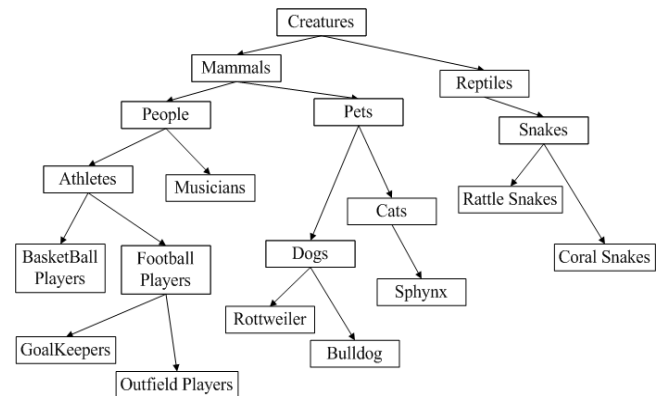 Creatures
Mammals
Reptiles
People
Pets
Snakes
Athletes
Musicians
Rattle Snakes
Cats
BasketBall
Players
Football
Players
Dogs
Coral Snakes
Sphynx
Rottweiler
GoalKeepers
Bulldog
Outfield Players